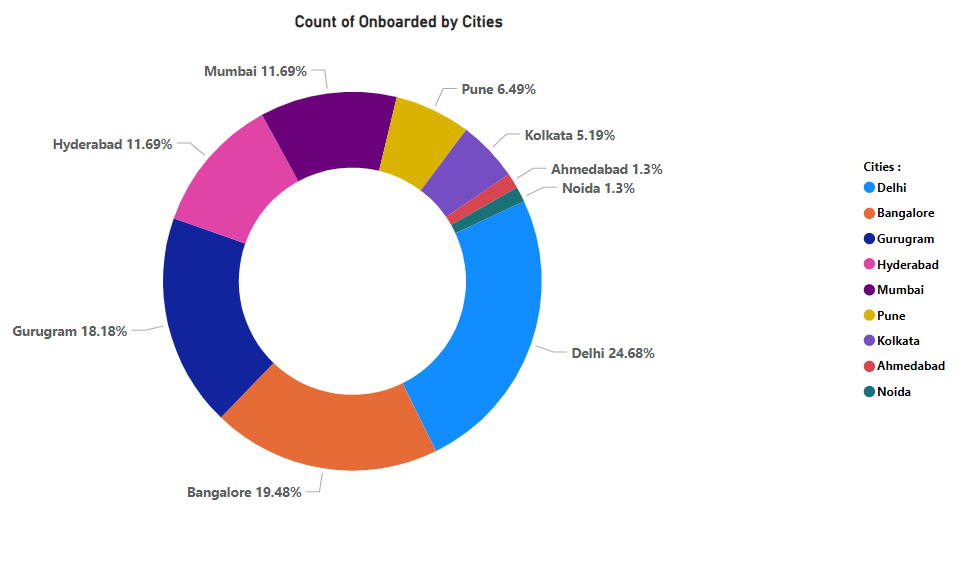 Count of Onboarded by Cities
Mumbai 11.69%
Pune 6.49%
Kolkata 5.19%
Hyderabad 11.69%
Ahmedabad 1.3%
Noida 1.3%
Gurugram 18.18%
Delhi 24.68%
Bangalore 19.48%
Cities :
Delhi
Bangalore
Gurugram
Hyderabad
Mumbai
Pune
Kolkata
Ahmedabad
Noida